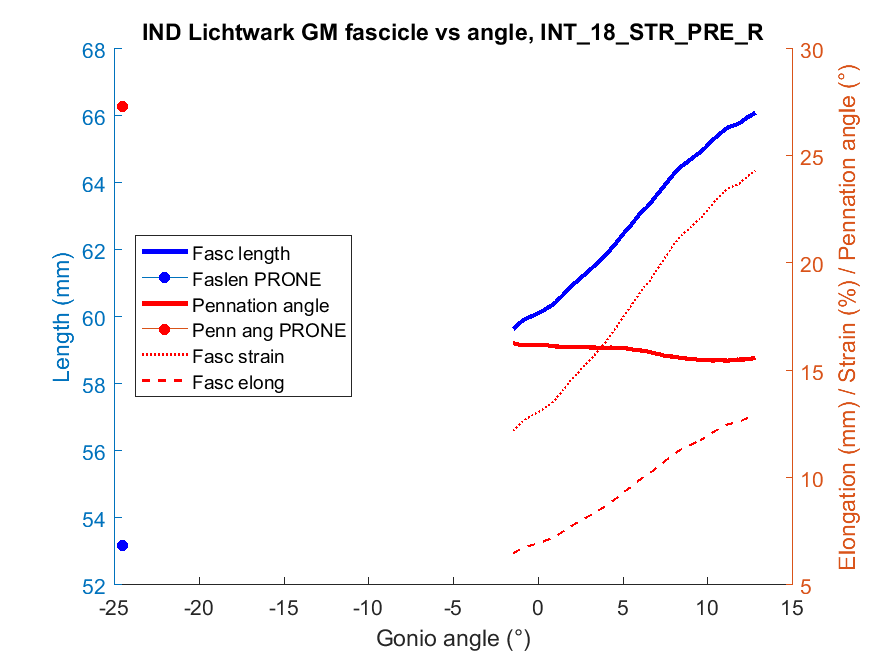 IND Lichtwark GM fascicle vs angle, INT_18_STR_PRE_R
68
66
64
62
60
58
56
54
52
Length (mm)
30
25
20
15
10
5
Elongation (mm) / Strain (%) / Pennation angle (°)
Fasc length
Faslen PRONE
Pennation angle
Penn ang PRONE
Fasc strain
Fasc elong
-25 -20 -15 -10 -5 0 5 10 15
Gonio angle (°)